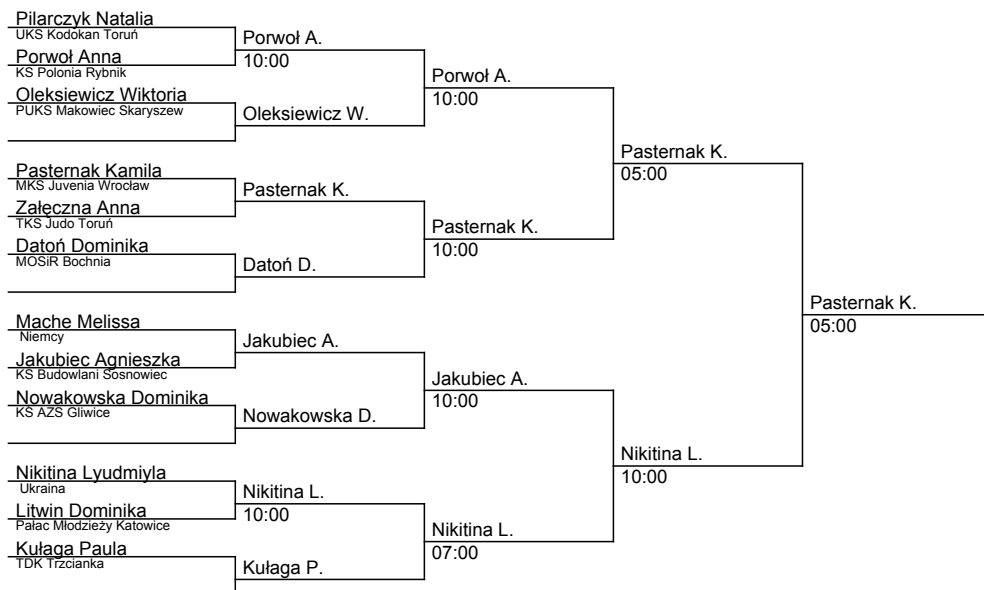 Pilarczyk Natalia
UKS Kodokan Toruń
Porwoł Anna
KS Polonia Rybnik
Oleksiewicz Wiktoria
PUKS Makowiec Skaryszew
Pasternak Kamila
MKS Juvenia Wrocław
Załęczna Anna
TKS Judo Toruń
Datoń Dominika
MOSiR Bochnia
Mache Melissa
Niemcy
Jakubiec Agnieszka
KS Budowlani Sosnowiec
Nowakowska Dominika
KS AZS Gliwice
Nikitina Lyudmiyla
Ukraina
Litwin Dominika
Pałac Młodzieży Katowice
Kułaga Paula
TDK Trzcianka
Porwoł A.
10:00
Oleksiewicz W.
Pasternak K.
Datoń D.
Jakubiec A.
Nowakowska D.
Nikitina L.
10:00
Kułaga P.
Porwoł A.
10:00
Pasternak K.
10:00
Jakubiec A.
10:00
Nikitina L.
07:00
Pasternak K.
05:00
Nikitina L.
10:00
Pasternak K.
05:00